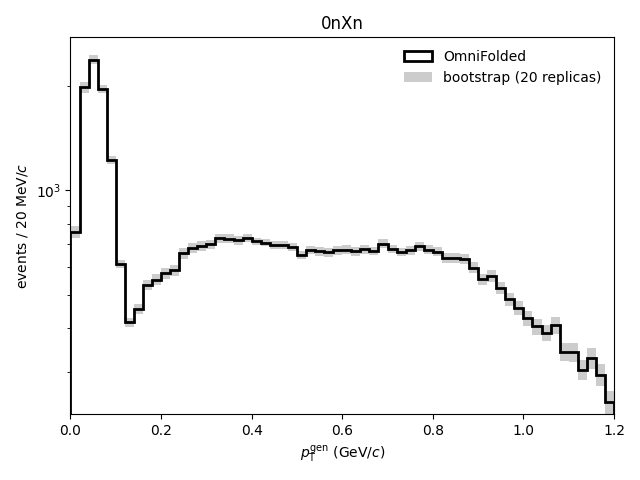 0nXn
OmniFolded
bootstrap (20 replicas)
events / 20 MeV/c
10³
0.0 0.2 0.4 0.6 0.8 1.0 1.2
p_T^gen (GeV/c)